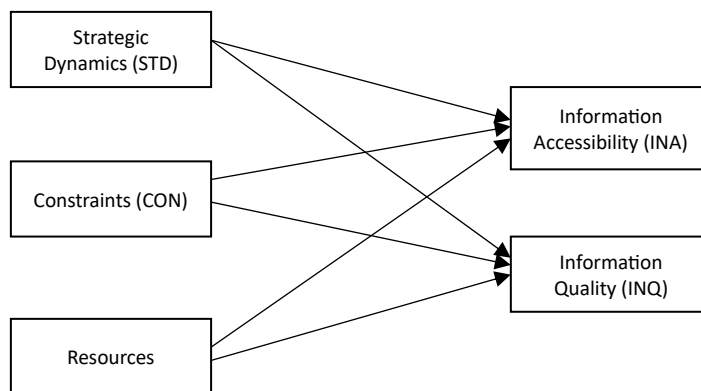 Strategic
Dynamics (STD)
Information
Accessibility (INA)
Constraints (CON)
Information
Quality (INQ)
Resources